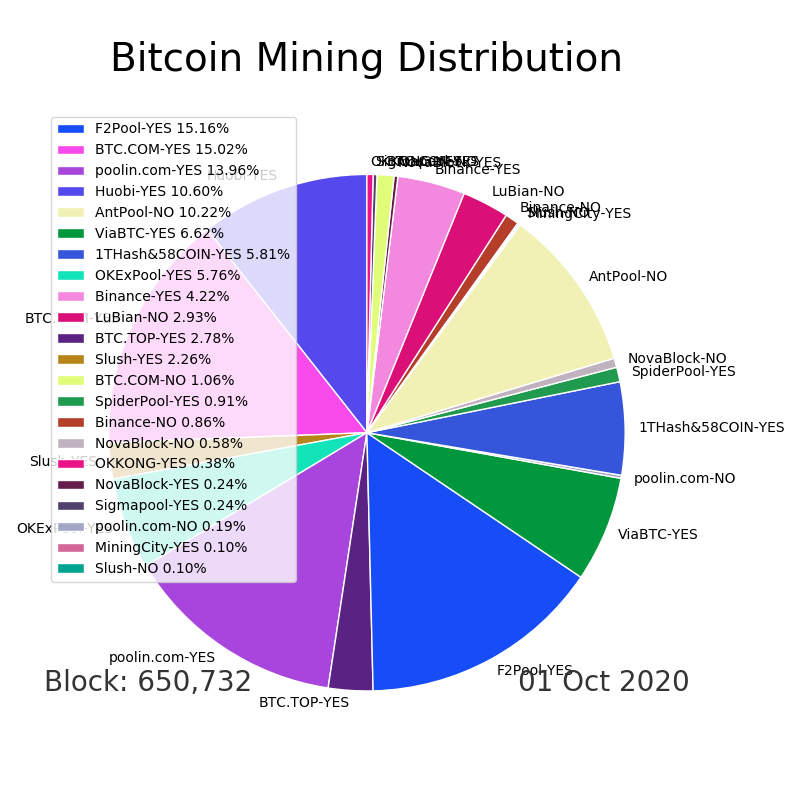 Bitcoin Mining Distribution
F2Pool-YES 15.16%
BTC.COM-YES 15.02%
poolin.com-YES 13.96%
Huobi-YES 10.60%
AntPool-NO 10.22%
ViaBTC-YES 6.62%
1THash&58COIN-YES 5.81%
OKExPool-YES 5.76%
Binance-YES 4.22%
LuBian-NO 2.93%
BTC.TOP-YES 2.78%
Slush-YES 2.26%
BTC.COM-NO 1.06%
SpiderPool-YES 0.91%
Binance-NO 0.86%
NovaBlock-NO 0.58%
OKKONG-YES 0.38%
NovaBlock-YES 0.24%
Sigmapool-YES 0.24%
poolin.com-NO 0.19%
MiningCity-YES 0.10%
Slush-NO 0.10%
Huobi-YES
Binance-YES
LuBian-NO
Binance-NO
MiningCity-YES
AntPool-NO
NovaBlock-NO
SpiderPool-YES
1THash&58COIN-YES
poolin.com-NO
ViaBTC-YES
F2Pool-YES
BTC.TOP-YES
poolin.com-YES
Slush-YES
Block: 650,732
01 Oct 2020